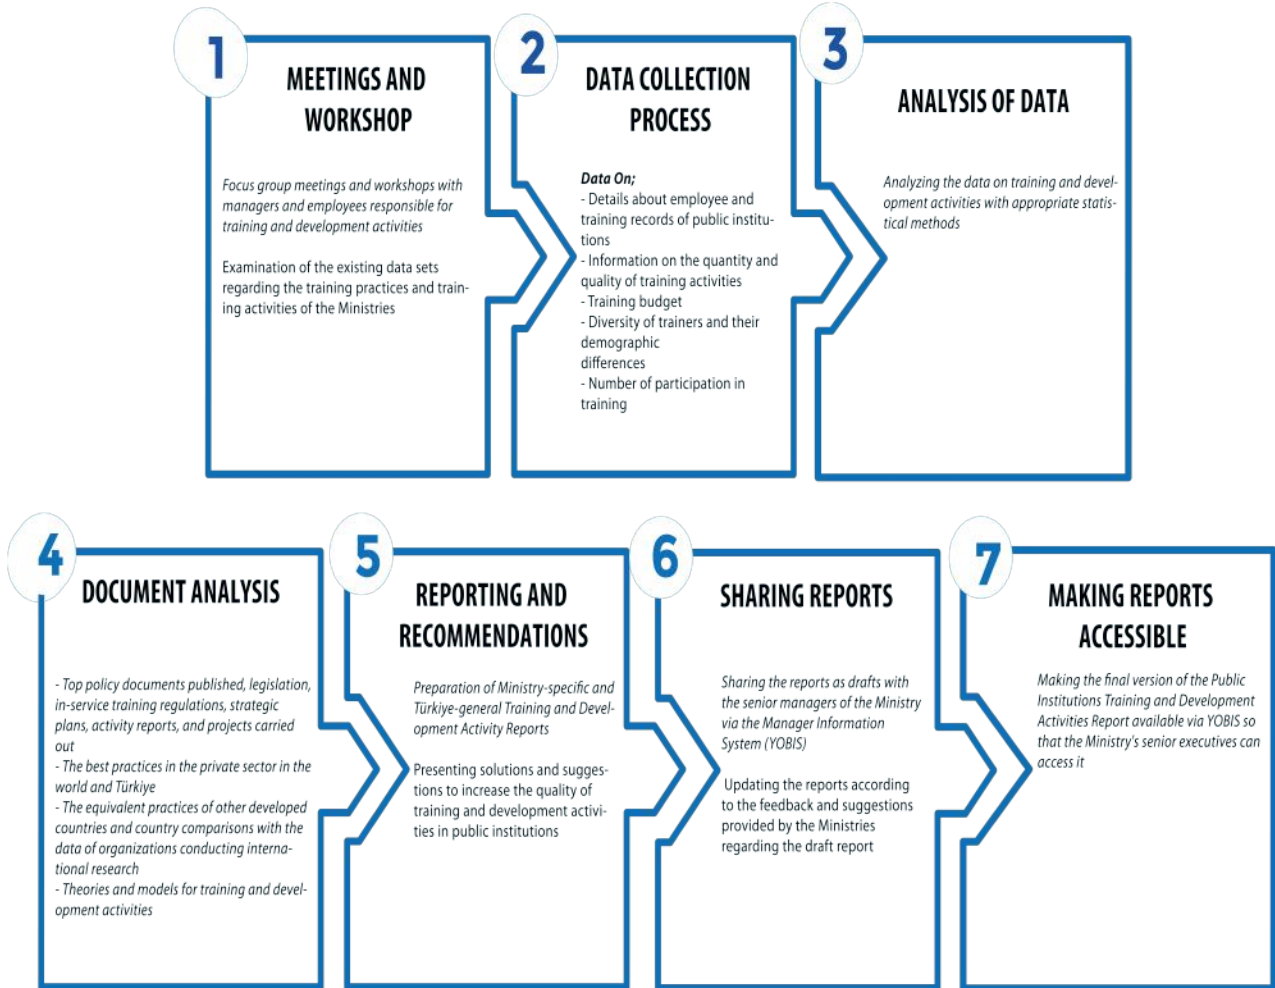 1
MEETINGS AND
WORKSHOP
Focus group meetings and workshops with
managers and employees responsible for
training and development activities
Examination of the existing data sets
regarding the training practices and train-
ing activities of the Ministries
2
DATA COLLECTION
PROCESS
Data On;
- Details about employee and
training records of public institu-
tions
- Information on the quantity and
quality of training activities
- Training budget
- Diversity of trainers and their
demographic
differences
- Number of participation in
training
3
ANALYSIS OF DATA
Analyzing the data on training and devel-
opment activities with appropriate statis-
tical methods
4
DOCUMENT ANALYSIS
- Top policy documents published, legislation,
in-service training regulations, strategic
plans, activity reports, and projects carried
out
- The best practices in the private sector in the
world and Türkiye
- The equivalent practices of other developed
countries and country comparisons with the
data of organizations conducting interna-
tional research
- Theories and models for training and devel-
opment activities
5
REPORTING AND
RECOMMENDATIONS
Preparation of Ministry-specific and
Türkiye-general Training and Devel-
opment Activity Reports
Presenting solutions and sugges-
tions to increase the quality of
training and development activi-
ties in public institutions
6
SHARING REPORTS
Sharing the reports as drafts with
the senior managers of the Ministry
via the Manager Information
System (YOBIS)
Updating the reports according
to the feedback and suggestions
provided by the Ministries
regarding the draft report
7
MAKING REPORTS
ACCESSIBLE
Making the final version of the Public
Institutions Training and Development
Activities Report available via YOBIS so
that the Ministry's senior executives can
access it